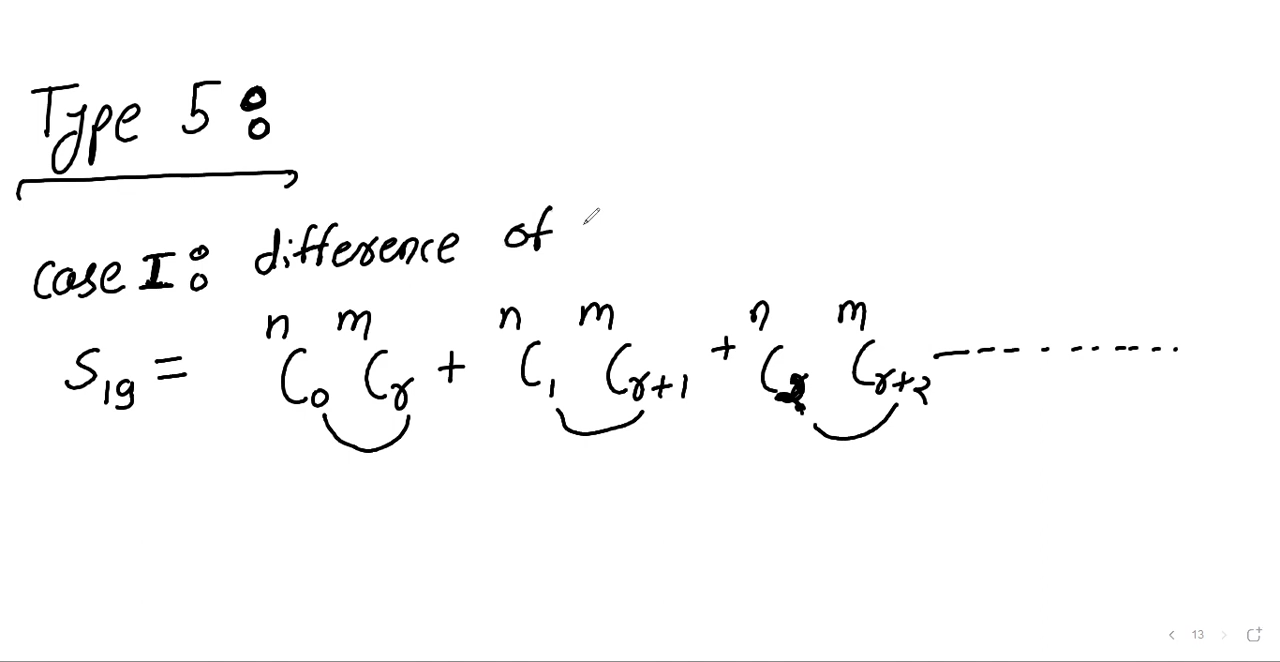 Type 5:
case I: difference of
S₁₉ = ⁿC₀ ᵐCᵣ + ⁿC₁ ᵐCᵣ₊₁ + ⁿC₂ ᵐCᵣ₊₂ ----------
13